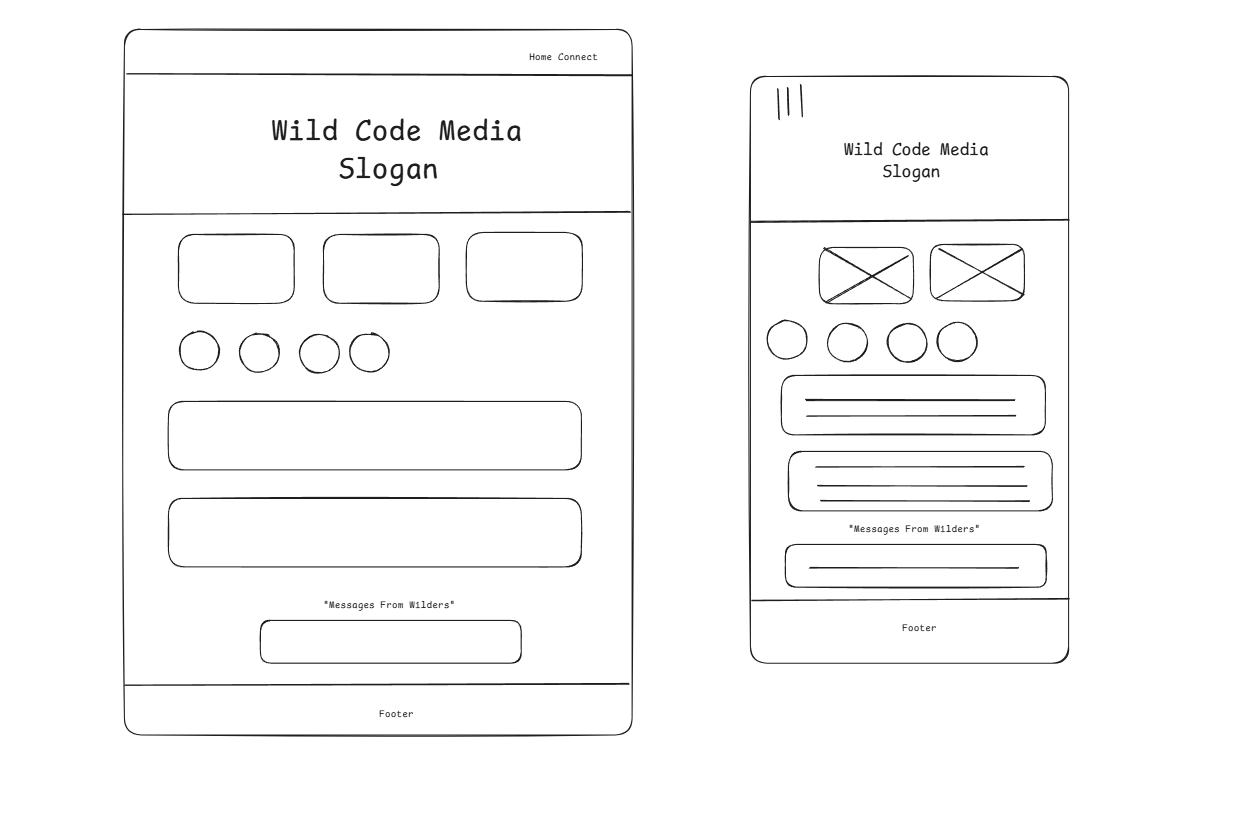 Home Connect
Wild Code Media
Slogan
"Messages From Wilders"
Footer
Wild Code Media
Slogan
"Messages From Wilders"
Footer